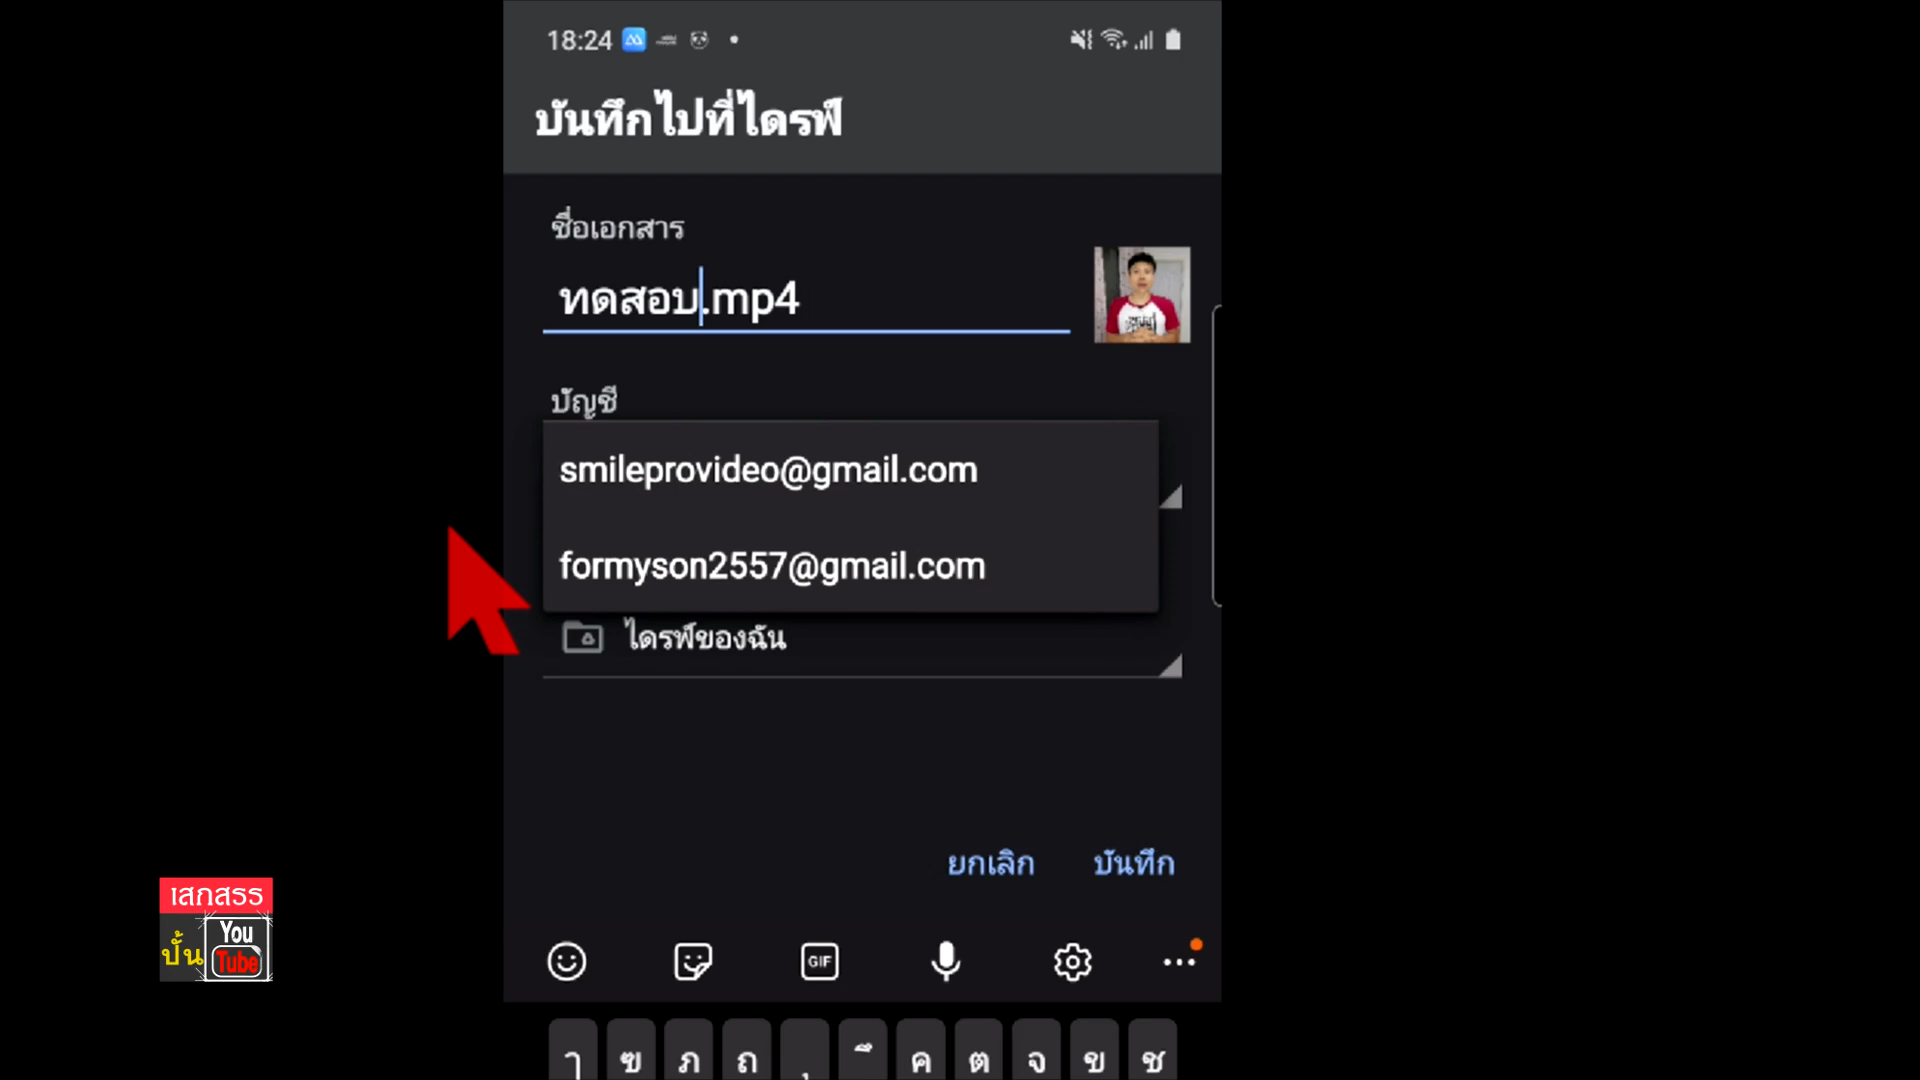 18:24
บันทึกไปที่ไดรฟ์
ชื่อเอกสาร
ทดสอบ.mp4
บัญชี
smileprovideo@gmail.com
formyson2557@gmail.com
ไดรฟ์ของฉัน
ยกเลิก บันทึก
เสกสรร
ปั้น You
Tube
GIF
ๅ ฃ ภ ถ ุ ึ ค ต จ ข ช